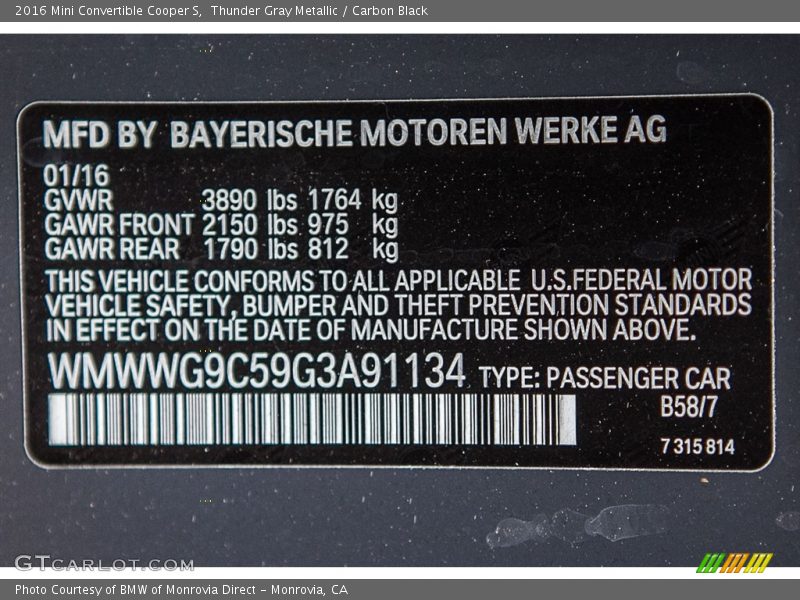 2016 Mini Convertible Cooper S,  Thunder Gray Metallic / Carbon Black
MFD BY BAYERISCHE MOTOREN WERKE AG
01/16
GVWR 3890 lbs 1764 kg
GAWR FRONT 2150 lbs 975 kg
GAWR REAR 1790 lbs 812 kg
THIS VEHICLE CONFORMS TO ALL APPLICABLE U.S.FEDERAL MOTOR
VEHICLE SAFETY, BUMPER AND THEFT PREVENTION STANDARDS
IN EFFECT ON THE DATE OF MANUFACTURE SHOWN ABOVE.
WMWWG9C59G3A91134 TYPE: PASSENGER CAR
B58/7
7 315 814
GTCARLOT.COM
Photo Courtesy of BMW of Monrovia Direct - Monrovia, CA